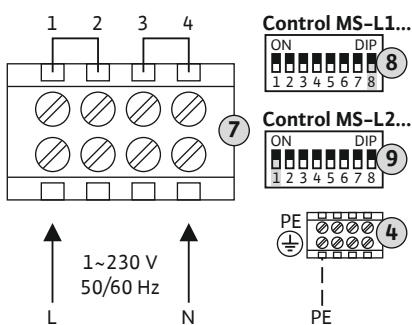 1 2 3 4
7
1~230 V
50/60 Hz
L N
Control MS-L1...
ON DIP
1 2 3 4 5 6 7 8
8
Control MS-L2...
ON DIP
1 2 3 4 5 6 7 8
9
PE
4
PE